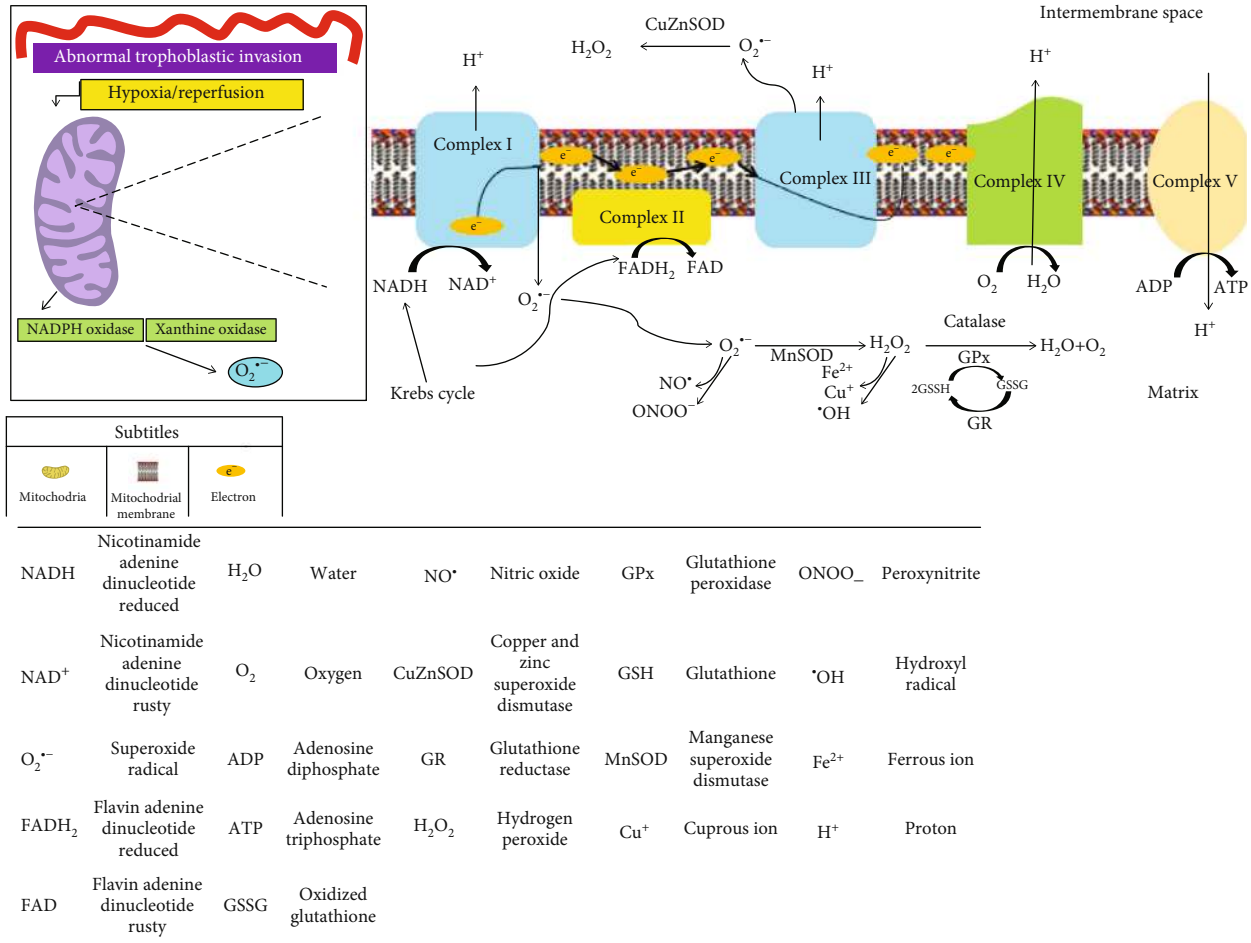 Abnormal trophoblastic invasion
Hypoxia/reperfusion
NADPH oxidase
Xanthine oxidase
O₂•⁻
Intermembrane space
CuZnSOD
H₂O₂
O₂•⁻
H⁺
H⁺
H⁺
Complex I
e⁻
e⁻
e⁻
e⁻
e⁻
e⁻
Complex II
Complex III
Complex IV
Complex V
NADH
NAD⁺
FADH₂
FAD
O₂
H₂O
ADP
ATP
H⁺
O₂•⁻
Krebs cycle
O₂•⁻
MnSOD
H₂O₂
Catalase
GPx
H₂O+O₂
NO•
ONOO⁻
Fe²⁺
Cu⁺
•OH
2GSSH
GSSG
GR
Matrix
Subtitles
e⁻
Mitochodria
Mitochodrial
membrane
Electron
NADH
Nicotinamide
adenine
dinucleotide
reduced
H₂O
Water
NO•
Nitric oxide
GPx
Glutathione
peroxidase
ONOO_
Peroxynitrite
NAD⁺
Nicotinamide
adenine
dinucleotide
rusty
O₂
Oxygen
CuZnSOD
Copper and
zinc
superoxide
dismutase
GSH
Glutathione
•OH
Hydroxyl
radical
O₂•⁻
Superoxide
radical
ADP
Adenosine
diphosphate
GR
Glutathione
reductase
MnSOD
Manganese
superoxide
dismutase
Fe²⁺
Ferrous ion
FADH₂
Flavin adenine
dinucleotide
reduced
ATP
Adenosine
triphosphate
H₂O₂
Hydrogen
peroxide
Cu⁺
Cuprous ion
H⁺
Proton
FAD
Flavin adenine
dinucleotide
rusty
GSSG
Oxidized
glutathione